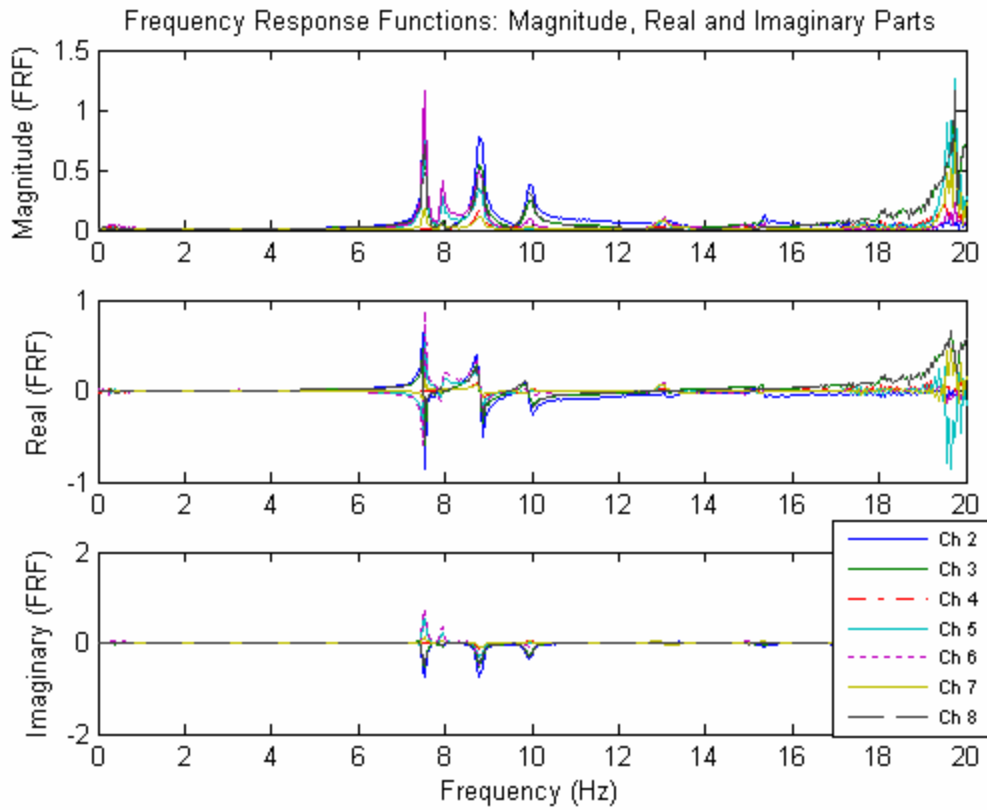 Frequency Response Functions: Magnitude, Real and Imaginary Parts
Magnitude (FRF)
1.5
1
0.5
0
0 2 4 6 8 10 12 14 16 18 20
Real (FRF)
1
0
-1
0 2 4 6 8 10 12 14 16 18 20
Imaginary (FRF)
2
0
-2
0 2 4 6 8 10 12 14 16 18 20
Frequency (Hz)
Ch 2
Ch 3
Ch 4
Ch 5
Ch 6
Ch 7
Ch 8